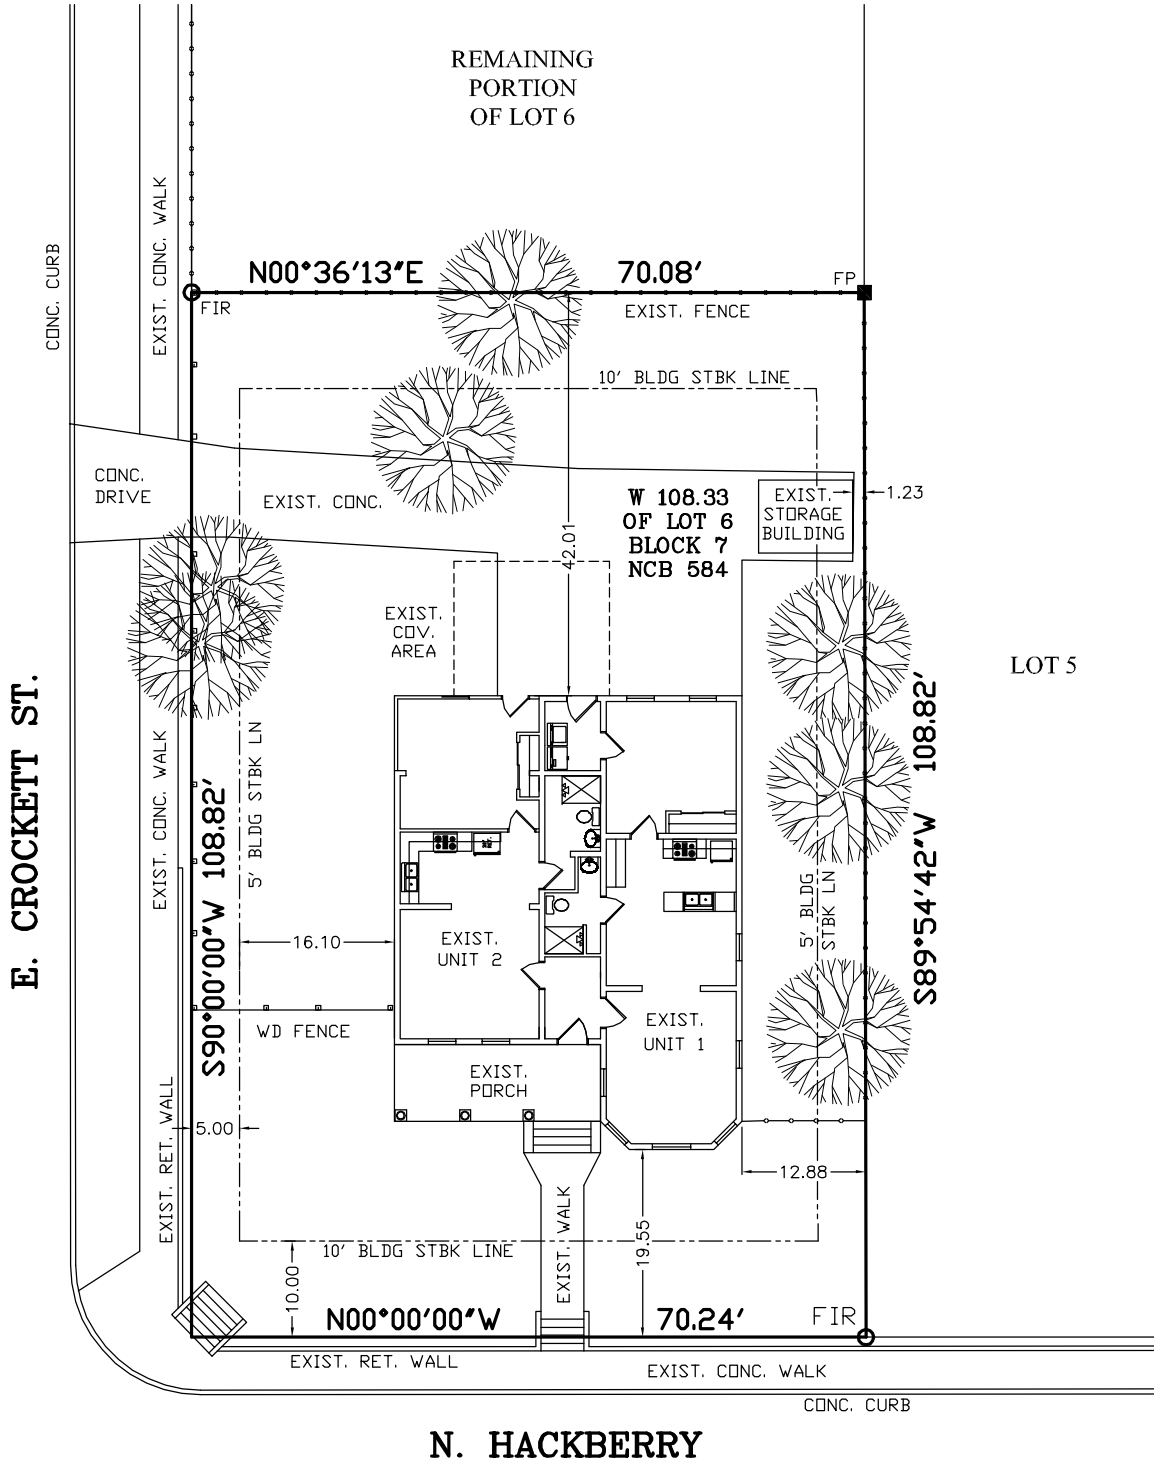 REMAINING
PORTION
OF LOT 6
CONC. CURB
EXIST. CONC. WALK
N00°36'13"E
70.08'
FP
FIR
EXIST. FENCE
10' BLDG STBK LINE
CONC.
DRIVE
EXIST. CONC.
W 108.33
OF LOT 6
BLOCK 7
NCB 584
EXIST.
STORAGE
BUILDING
1.23
42.01
EXIST.
COV.
AREA
LOT 5
E. CROCKETT ST.
EXIST. CONC. WALK
S90°00'00"W 108.82'
5' BLDG STBK LN
S89°54'42"W 108.82'
5' BLDG
STBK LN
16.10
EXIST.
UNIT 2
EXIST.
UNIT 1
WD FENCE
EXIST.
PORCH
EXIST. RET. WALL
5.00
12.88
EXIST. WALK
19.55
10' BLDG STBK LINE
10.00
N00°00'00"W
70.24'
FIR
EXIST. RET. WALL
EXIST. CONC. WALK
CONC. CURB
N. HACKBERRY